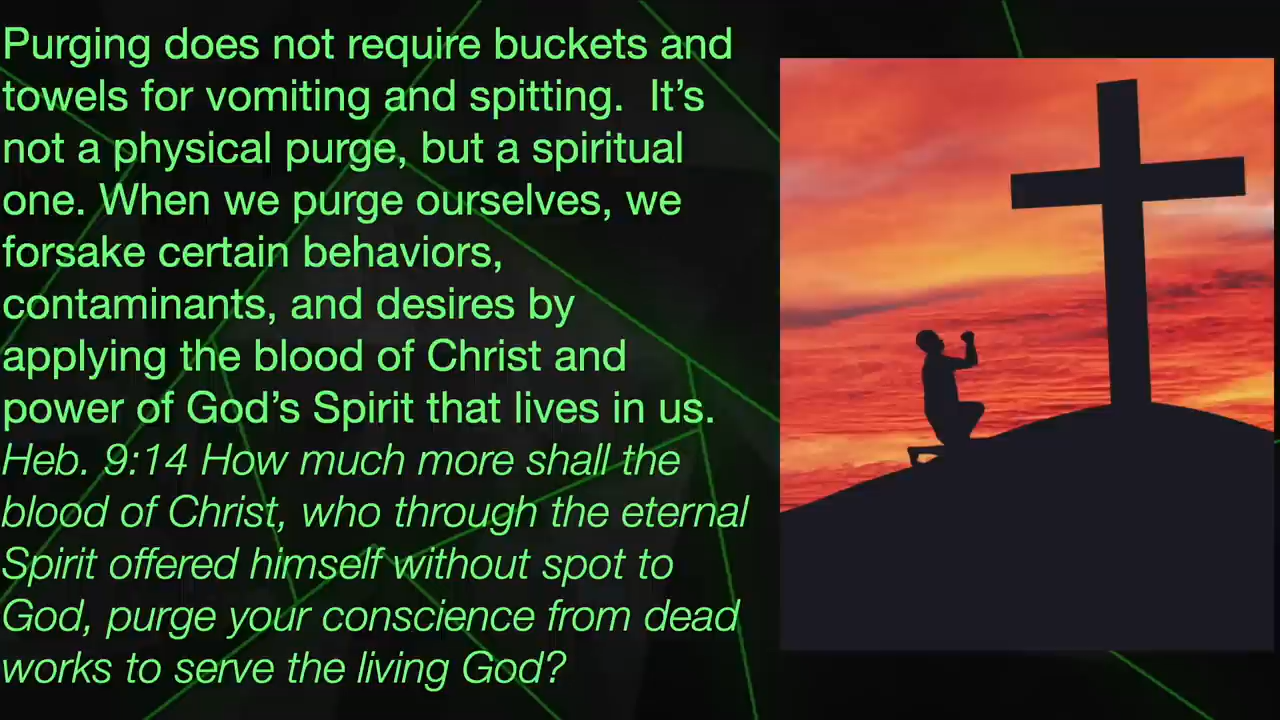 Purging does not require buckets and
towels for vomiting and spitting.  It’s
not a physical purge, but a spiritual
one. When we purge ourselves, we
forsake certain behaviors,
contaminants, and desires by
applying the blood of Christ and
power of God’s Spirit that lives in us.
Heb. 9:14 How much more shall the
blood of Christ, who through the eternal
Spirit offered himself without spot to
God, purge your conscience from dead
works to serve the living God?